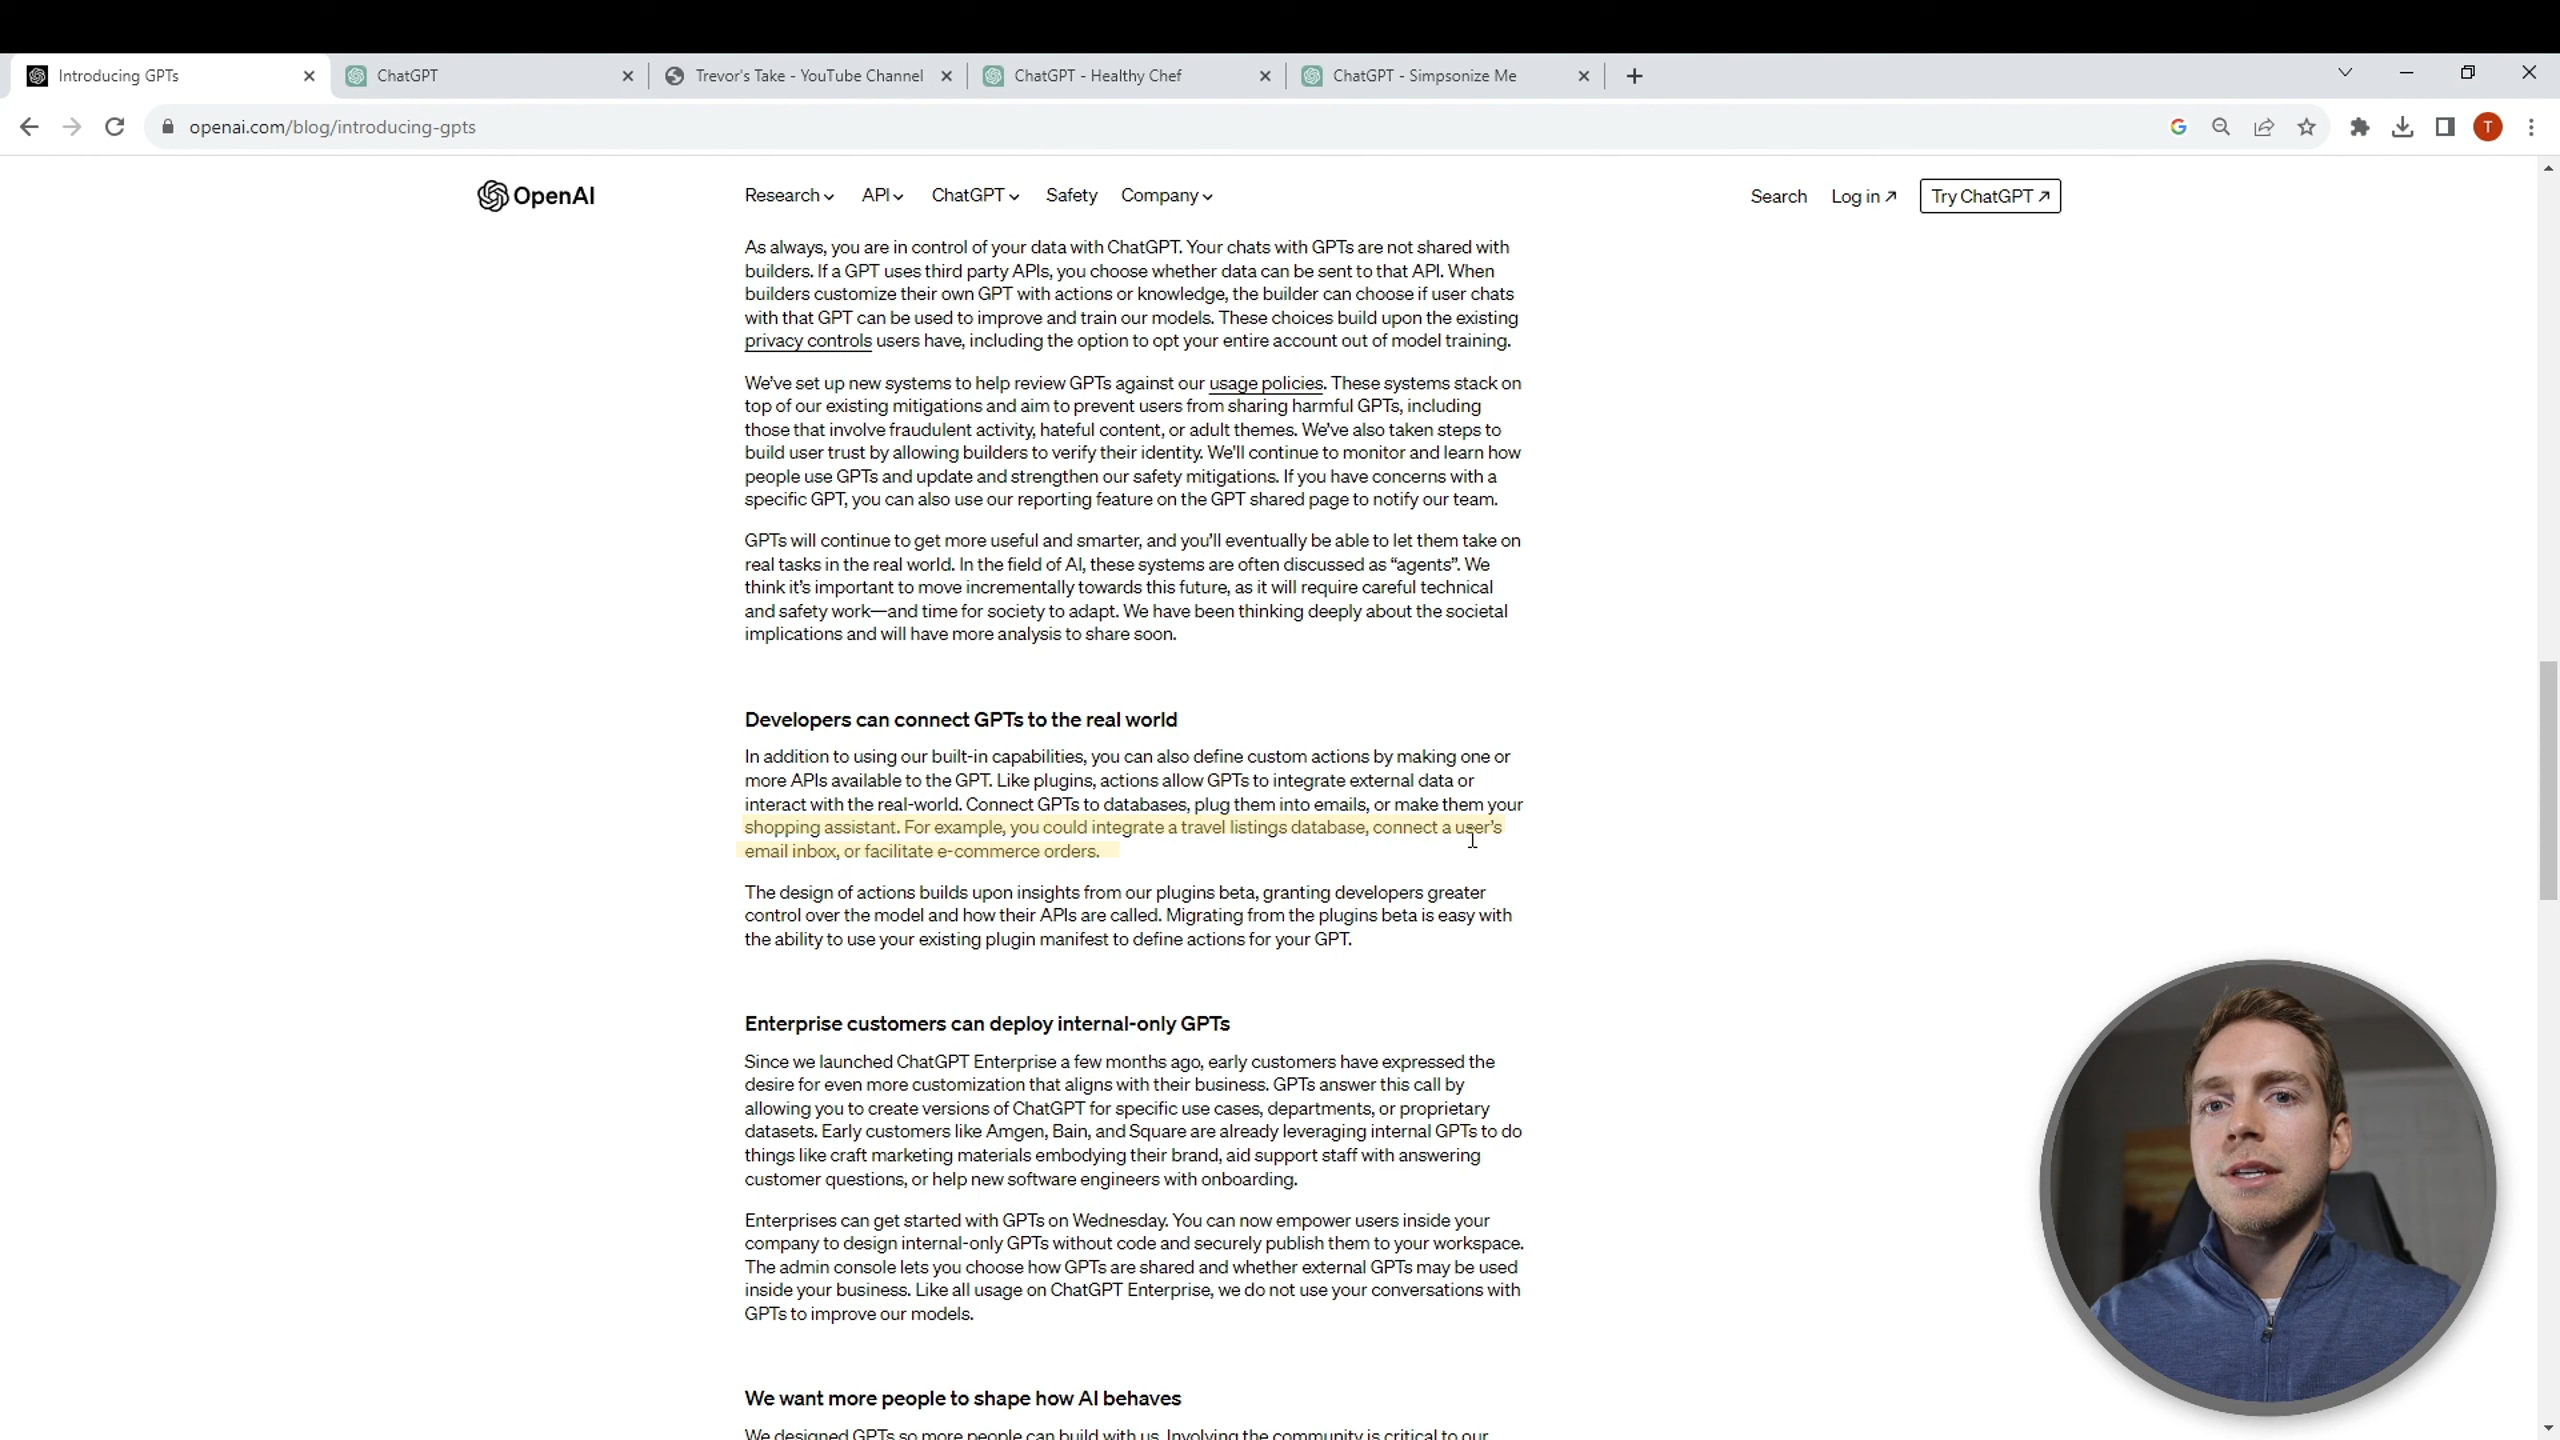 Introducing GPTs
ChatGPT
Trevor's Take - YouTube Channel
ChatGPT - Healthy Chef
ChatGPT - Simpsonize Me
openai.com/blog/introducing-gpts
G
T
OpenAI
Research
API
ChatGPT
Safety
Company
Search
Log in ↗
Try ChatGPT ↗
As always, you are in control of your data with ChatGPT. Your chats with GPTs are not shared with
builders. If a GPT uses third party APIs, you choose whether data can be sent to that API. When
builders customize their own GPT with actions or knowledge, the builder can choose if user chats
with that GPT can be used to improve and train our models. These choices build upon the existing
privacy controls users have, including the option to opt your entire account out of model training.
We've set up new systems to help review GPTs against our usage policies. These systems stack on
top of our existing mitigations and aim to prevent users from sharing harmful GPTs, including
those that involve fraudulent activity, hateful content, or adult themes. We've also taken steps to
build user trust by allowing builders to verify their identity. We'll continue to monitor and learn how
people use GPTs and update and strengthen our safety mitigations. If you have concerns with a
specific GPT, you can also use our reporting feature on the GPT shared page to notify our team.
GPTs will continue to get more useful and smarter, and you'll eventually be able to let them take on
real tasks in the real world. In the field of AI, these systems are often discussed as “agents”. We
think it's important to move incrementally towards this future, as it will require careful technical
and safety work—and time for society to adapt. We have been thinking deeply about the societal
implications and will have more analysis to share soon.
Developers can connect GPTs to the real world
In addition to using our built-in capabilities, you can also define custom actions by making one or
more APIs available to the GPT. Like plugins, actions allow GPTs to integrate external data or
interact with the real-world. Connect GPTs to databases, plug them into emails, or make them your
shopping assistant. For example, you could integrate a travel listings database, connect a user's
email inbox, or facilitate e-commerce orders.
The design of actions builds upon insights from our plugins beta, granting developers greater
control over the model and how their APIs are called. Migrating from the plugins beta is easy with
the ability to use your existing plugin manifest to define actions for your GPT.
Enterprise customers can deploy internal-only GPTs
Since we launched ChatGPT Enterprise a few months ago, early customers have expressed the
desire for even more customization that aligns with their business. GPTs answer this call by
allowing you to create versions of ChatGPT for specific use cases, departments, or proprietary
datasets. Early customers like Amgen, Bain, and Square are already leveraging internal GPTs to do
things like craft marketing materials embodying their brand, aid support staff with answering
customer questions, or help new software engineers with onboarding.
Enterprises can get started with GPTs on Wednesday. You can now empower users inside your
company to design internal-only GPTs without code and securely publish them to your workspace.
The admin console lets you choose how GPTs are shared and whether external GPTs may be used
inside your business. Like all usage on ChatGPT Enterprise, we do not use your conversations with
GPTs to improve our models.
We want more people to shape how AI behaves
We designed GPTs so more people can build with us. Involving the community is critical to our